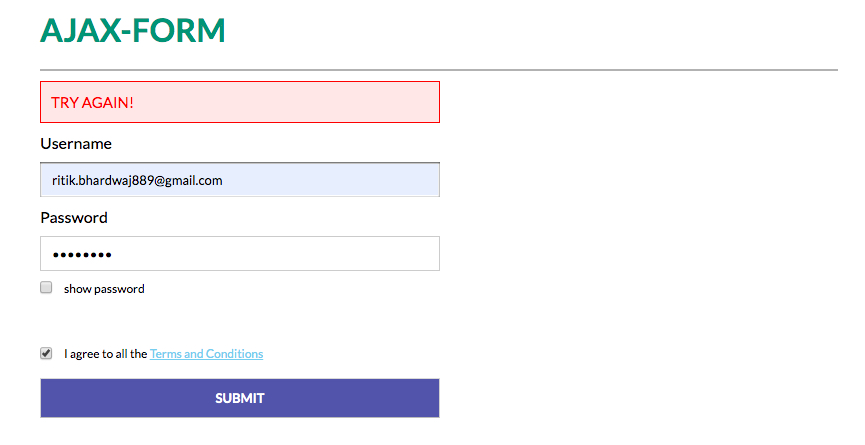 AJAX-FORM
TRY AGAIN!
Username
ritik.bhardwaj889@gmail.com
Password
••••••••
show password
I agree to all the Terms and Conditions
SUBMIT